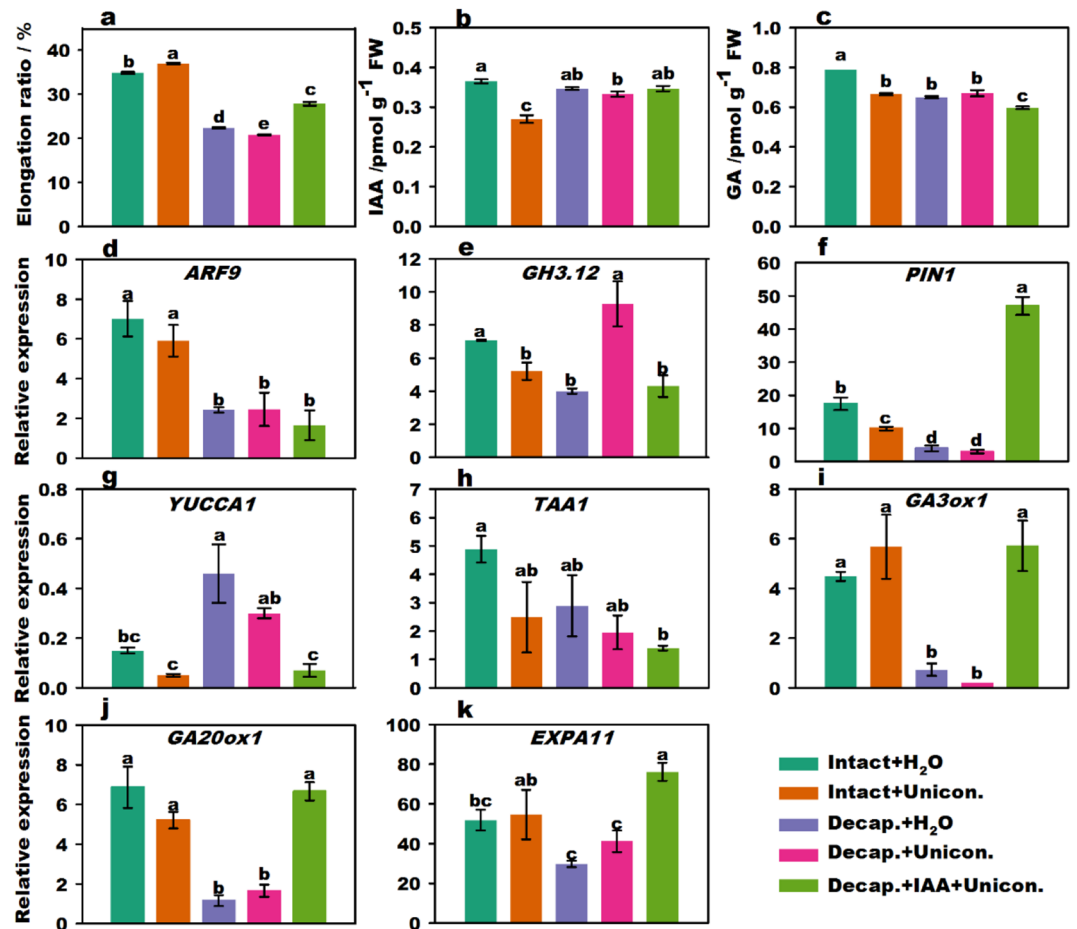 a
Elongation ratio / %
40
30
20
10
0
b
a
d
e
c
b
IAA /pmol g-1 FW
0.5
0.4
0.3
0.2
0.1
0.0
a
c
ab
b
ab
c
GA /pmol g-1 FW
1.0
0.8
0.6
0.4
0.2
0.0
a
b
b
b
c
d
ARF9
Relative expression
10
8
6
4
2
0
a
a
b
b
b
e
GH3.12
12
10
8
6
4
2
0
a
b
b
a
b
f
PIN1
60
50
40
30
20
10
0
b
c
d
d
a
g
YUCCA1
Relative expression
0.8
0.6
0.4
0.2
0.0
bc
c
a
ab
c
h
TAA1
7
6
5
4
3
2
1
0
a
ab
ab
ab
b
i
GA3ox1
8
6
4
2
0
a
a
b
b
a
j
GA20ox1
Relative expression
10
8
6
4
2
0
a
a
b
b
a
k
EXPA11
100
80
60
40
20
0
bc
ab
c
c
a
Intact+H2O
Intact+Unicon.
Decap.+H2O
Decap.+Unicon.
Decap.+IAA+Unicon.